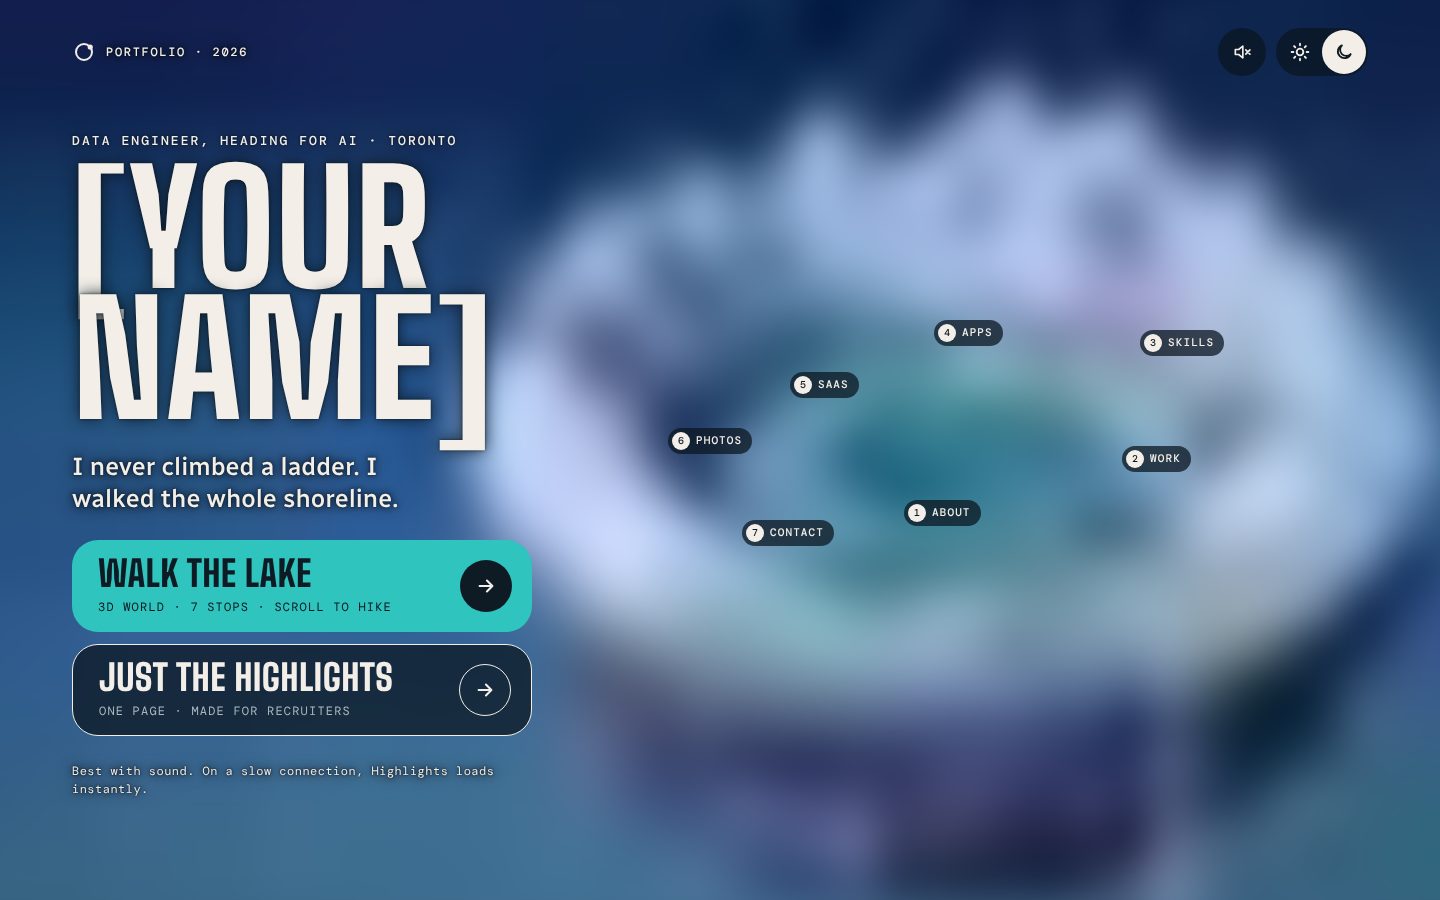 PORTFOLIO · 2026
DATA ENGINEER, HEADING FOR AI · TORONTO
[YOUR
NAME]
I never climbed a ladder. I
walked the whole shoreline.
WALK THE LAKE
3D WORLD · 7 STOPS · SCROLL TO HIKE
JUST THE HIGHLIGHTS
ONE PAGE · MADE FOR RECRUITERS
Best with sound. On a slow connection, Highlights loads
instantly.
4 APPS
3 SKILLS
5 SAAS
6 PHOTOS
2 WORK
1 ABOUT
7 CONTACT